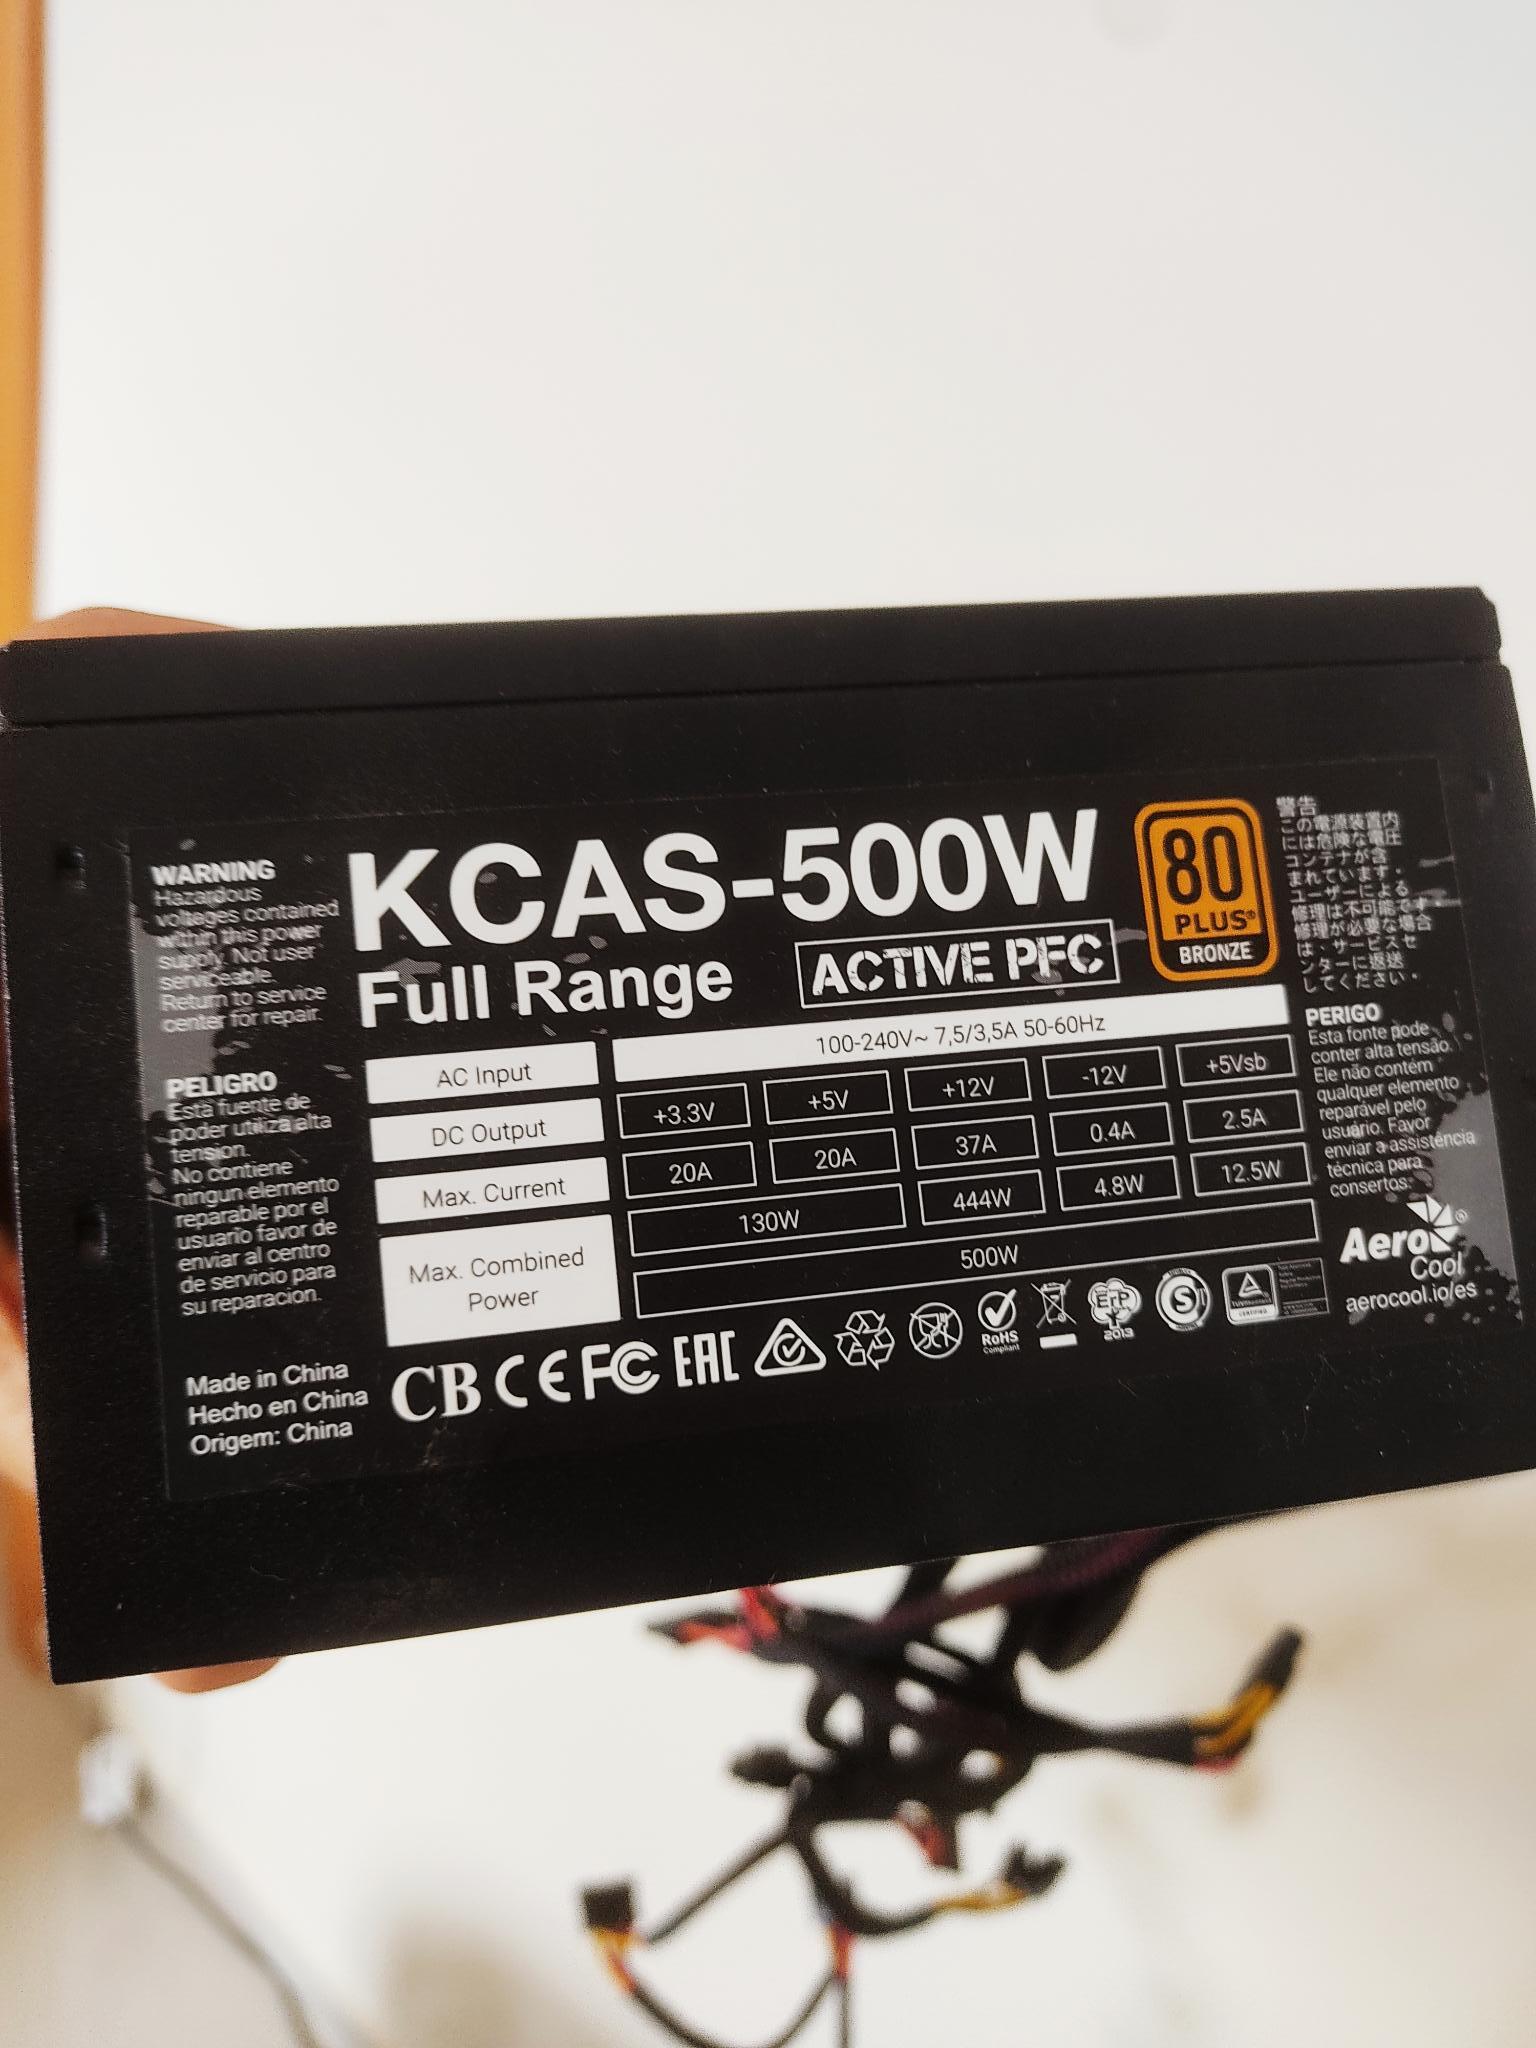 WARNING
Hazardous
voltages contained
within this power
supply. Not user
serviceable.
Return to service
center for repair.
PELIGRO
Esta fuente de
poder utiliza alta
tension.
No contiene
ningun elemento
reparable por el
usuario favor de
enviar al centro
de servicio para
su reparacion.
Made in China
Hecho en China
Origem: China
KCAS-500W
Full Range
ACTIVE PFC
80
PLUS®
BRONZE
AC Input
100-240V~ 7,5/3,5A 50-60Hz
DC Output
+3.3V
+5V
+12V
-12V
+5Vsb
Max. Current
20A
20A
37A
0.4A
2.5A
Max. Combined
Power
130W
444W
4.8W
12.5W
500W
CB CE FC EAC
RoHS
Compliant
ErP
2013
S
警告
この電源装置内
には危険な電圧
コンテナが含
まれています。
ユーザーによる
修理は不可能です。
修理が必要な場合
は、サービスセ
ンターに返送
してください。
PERIGO
Esta fonte pode
conter alta tensão.
Ele não contém
qualquer elemento
reparável pelo
usuário. Favor
enviar a assistência
técnica para
consertos.
Aero®
Cool
aerocool.io/es